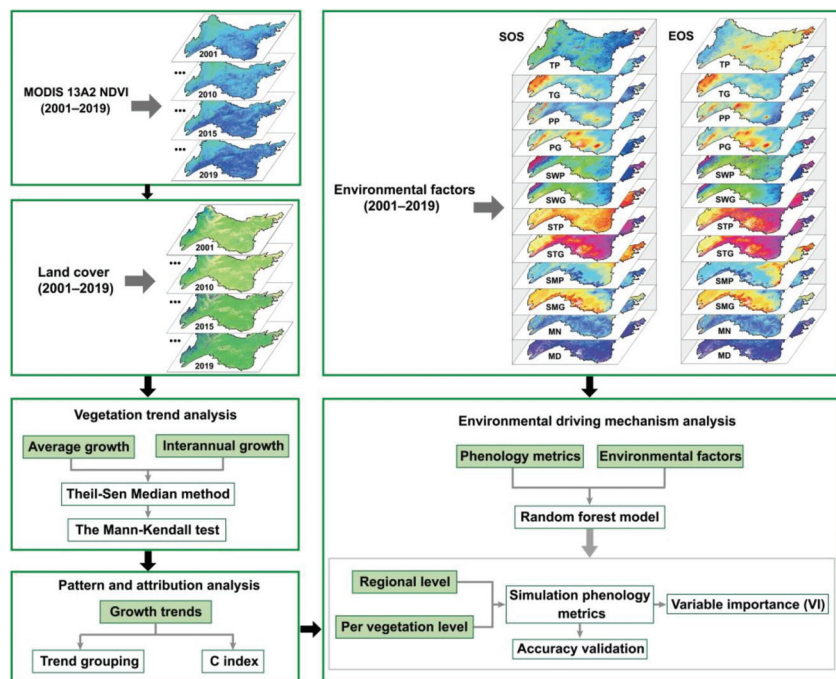 MODIS 13A2 NDVI
(2001–2019)
2001
•••
2010
•••
2015
•••
2019
Land cover
(2001–2019)
2001
•••
2010
•••
2015
•••
2019
Environmental factors
(2001–2019)
SOS
TP
TG
PP
PG
SWP
SWG
STP
STG
SMP
SMG
MN
MD
EOS
TP
TG
PP
PG
SWP
SWG
STP
STG
SMP
SMG
MN
MD
Vegetation trend analysis
Average growth
Interannual growth
Theil-Sen Median method
The Mann-Kendall test
Pattern and attribution analysis
Growth trends
Trend grouping
C index
Environmental driving mechanism analysis
Phenology metrics
Environmental factors
Random forest model
Regional level
Per vegetation level
Simulation phenology
metrics
Variable importance (VI)
Accuracy validation